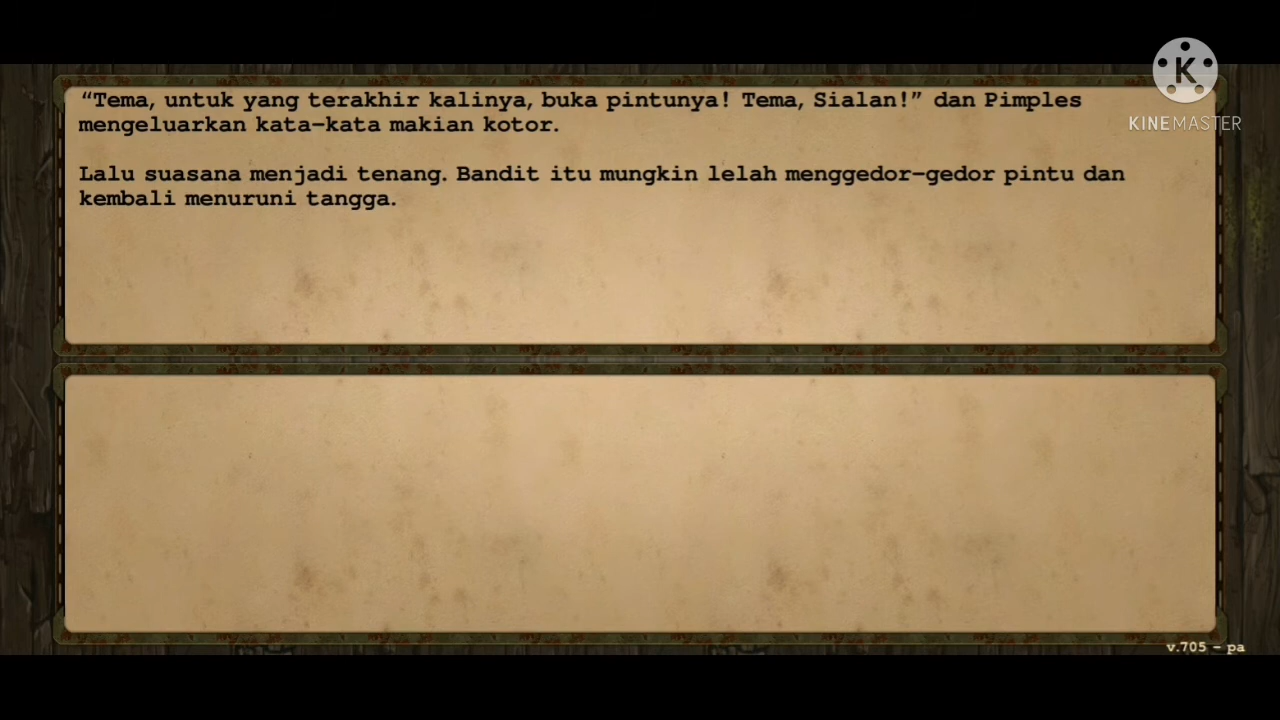 “Tema, untuk yang terakhir kalinya, buka pintunya! Tema, Sialan!” dan Pimples
mengeluarkan kata-kata makian kotor.
Lalu suasana menjadi tenang. Bandit itu mungkin lelah menggedor-gedor pintu dan
kembali menuruni tangga.
K
KINEMASTER
v.705 - pa